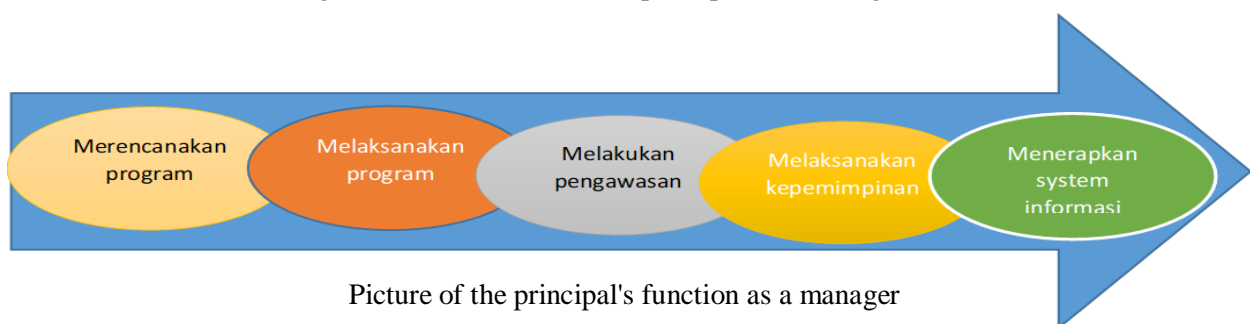 Merencanakan
program
Melaksanakan
program
Melakukan
pengawasan
Melaksanakan
kepemimpinan
Menerapkan
system
informasi
Picture of the principal's function as a manager